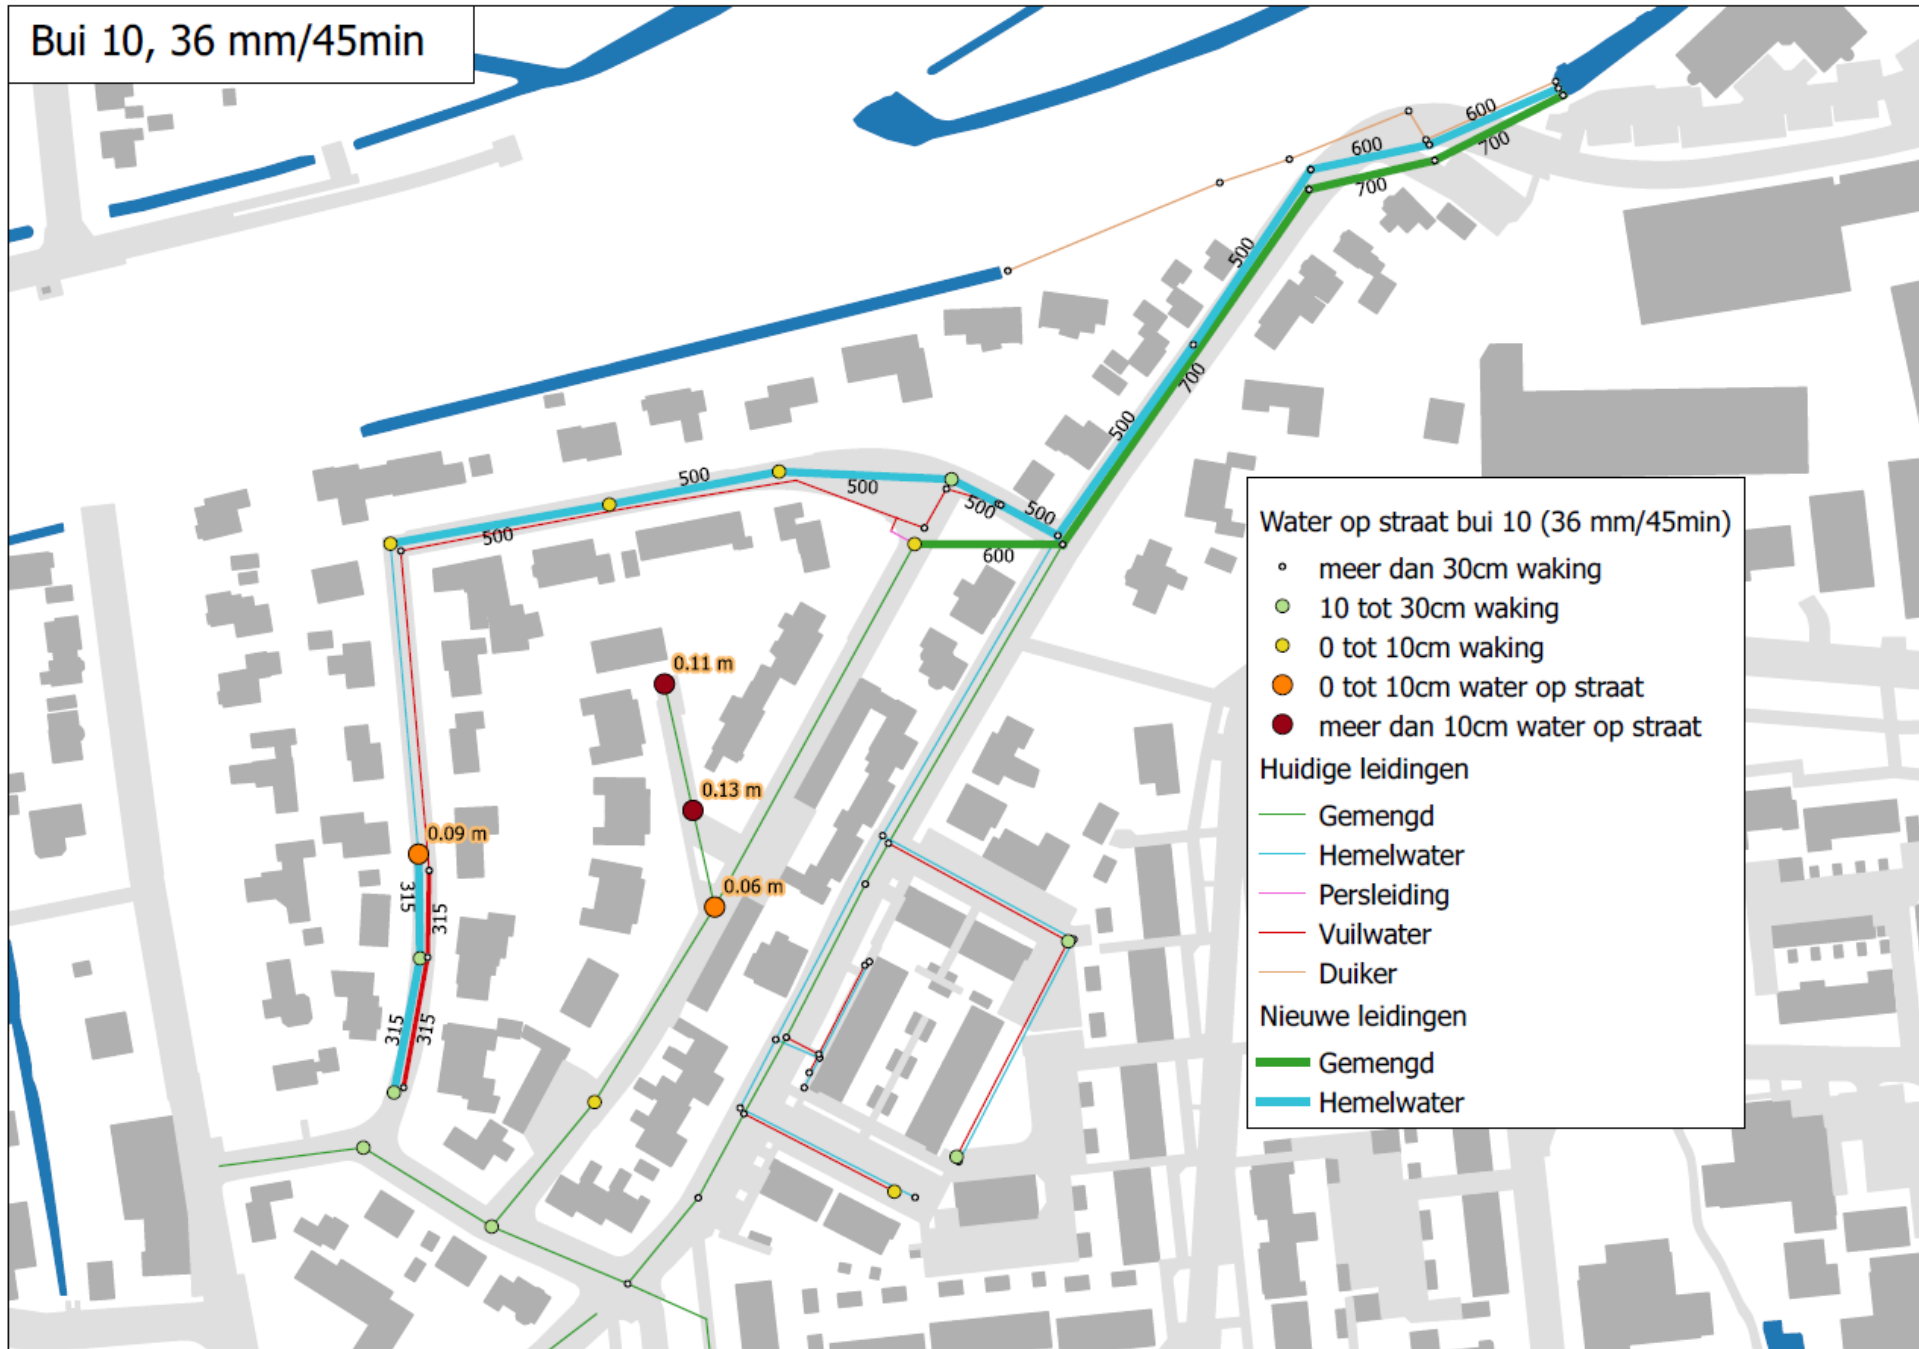 Bui 10, 36 mm/45min
600
600
700
700
500
700
500
500
500
500
500
500
600
0.11 m
0.13 m
0.09 m
0.06 m
315
315
315
315
Water op straat bui 10 (36 mm/45min)
meer dan 30cm waking
10 tot 30cm waking
0 tot 10cm waking
0 tot 10cm water op straat
meer dan 10cm water op straat
Huidige leidingen
Gemengd
Hemelwater
Persleiding
Vuilwater
Duiker
Nieuwe leidingen
Gemengd
Hemelwater